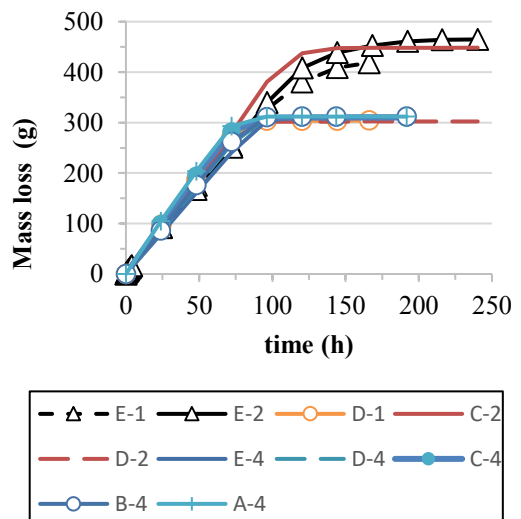 500
400
300
200
100
0
Mass loss (g)
0 50 100 150 200 250
time (h)
E-1 E-2 D-1 C-2
D-2 E-4 D-4 C-4
B-4 A-4